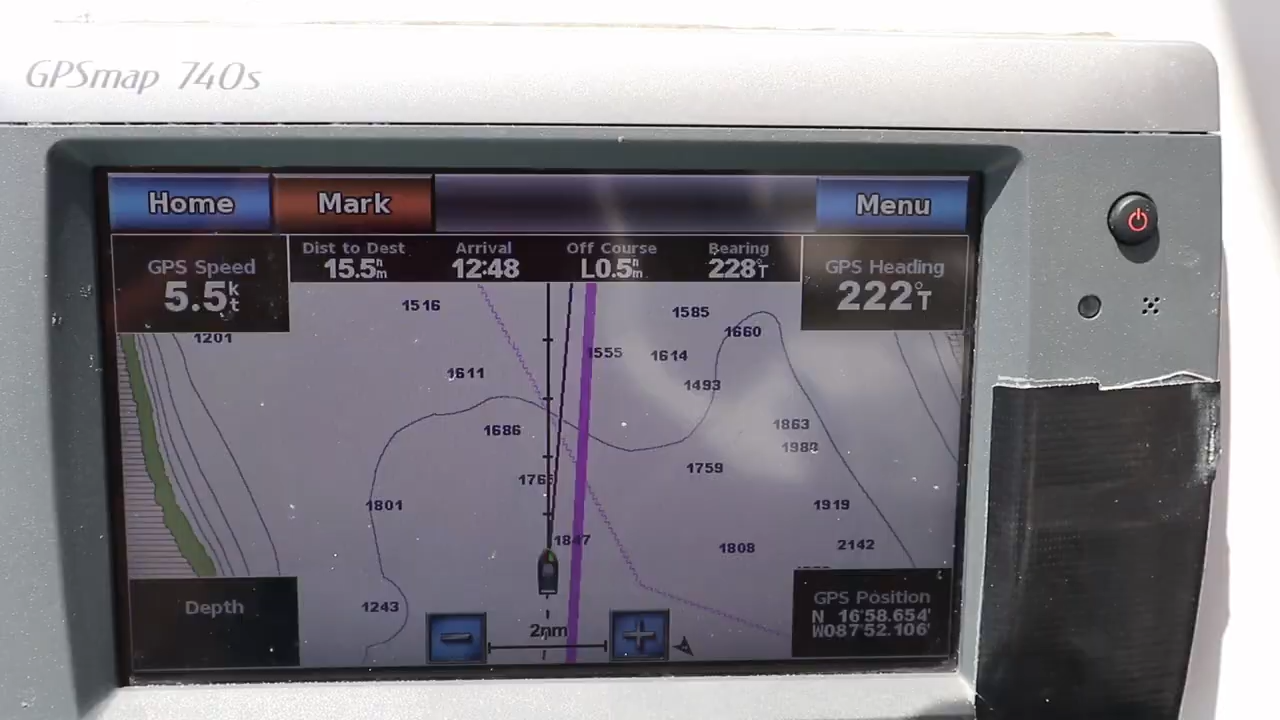 GPSmap 740s
Home Mark Menu
GPS Speed
5.5kt
Dist to Dest
15.5nm
Arrival
12:48
Off Course
L0.5nm
Bearing
228°T
GPS Heading
222°T
1516
1585
1201
1660
1555
1614
1611
1493
1686
1863
1759
1801
1919
1847
1808
2142
1243
Depth
2nm
GPS Position
N 16°58.654'
W087°52.106'